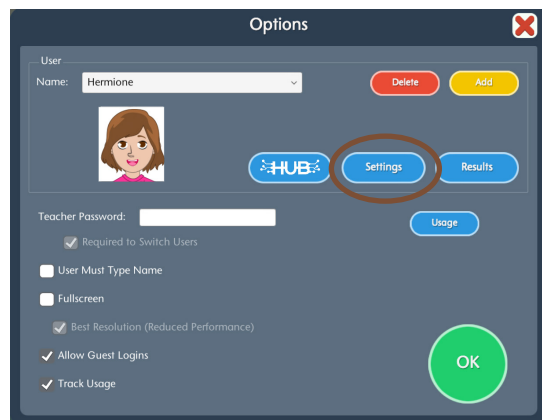 Options
User
Name: Hermione Delete Add
HUB Settings Results
Teacher Password: Usage
Required to Switch Users
User Must Type Name
Fullscreen
Best Resolution (Reduced Performance)
Allow Guest Logins
OK
Track Usage